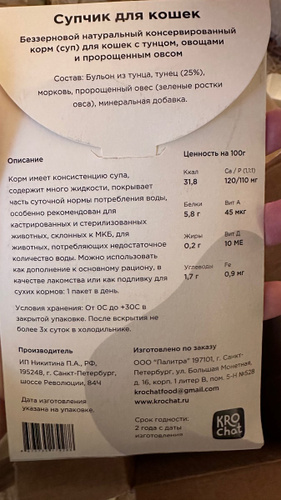 Супчик для кошек
Беззерновой натуральный консервированный
корм (суп) для кошек с тунцом, овощами
и пророщенным овсом
Состав: Бульон из тунца, тунец (25%),
морковь, пророщенный овес (зеленые ростки
овса), минеральная добавка.
Описание
Корм имеет консистенцию супа,
содержит много жидкости, покрывает
часть суточной нормы потребления воды,
особенно рекомендован для
кастрированных и стерилизованных
животных, склонных к МКБ, для
животных, потребляющих недостаточное
количество воды. Можно использовать
как дополнение к основному рациону, в
качестве лакомства или как подливку для
сухих кормов: 1 пакет в день.
Ценность на 100г
Ккал
31,8
Ca / P (1,1:1)
120/110 мг
Белки
5,8 г
Вит А
45 мкг
Жиры
0,2 г
Вит Д
10 МЕ
Углеводы
1,7 г
Fe
0,9 мг
Условия хранения: От 0С до +30С в
закрытой упаковке. После вскрытия не
более 3х суток в холодильнике.
Производитель
ИП Никитина П.А., РФ,
195248, г. Санкт-Петербург,
шоссе Революции, 84Ч
Дата изготовления
указана на упаковке.
Изготовлено по заказу
ООО "Палитра" 197101, г. Санкт-
Петербург, ул. Большая Монетная,
д. 16, корп. 1 литер В, пом. 5-Н №528
krochatfood@gmail.com
www.krochat.com
Срок годности:
2 года с даты
изготовления
KRO
chat